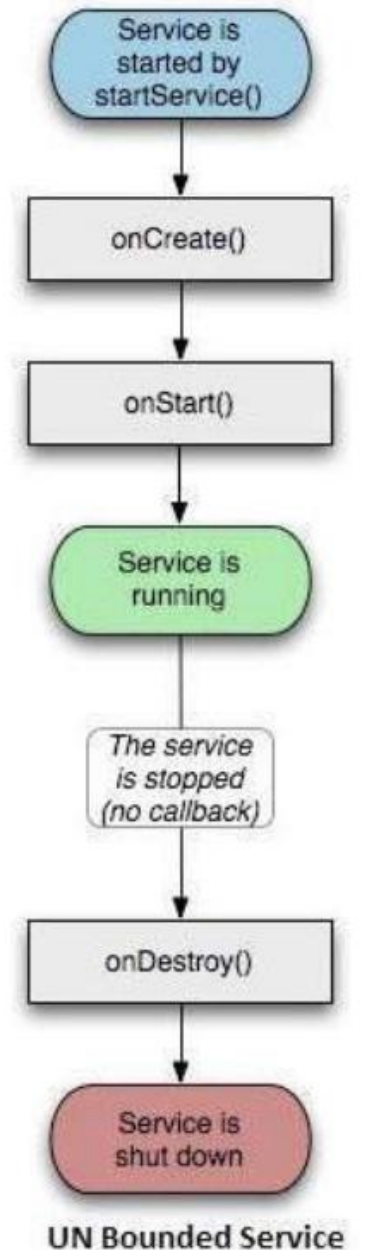 Service is
started by
startService()
onCreate()
onStart()
Service is
running
The service
is stopped
(no callback)
onDestroy()
Service is
shut down
UN Bounded Service